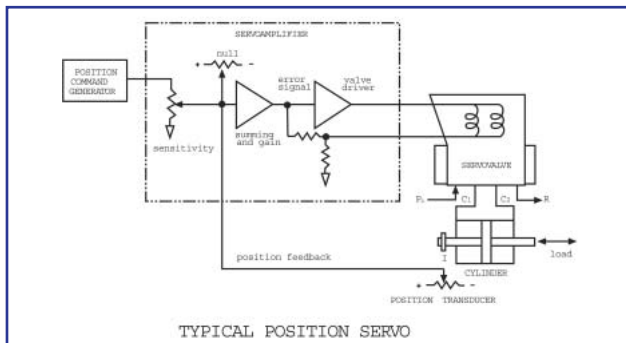 SERVOAMPLIFIER
null
+ -
POSITION
COMMAND
GENERATOR
error
signal
valve
driver
summing
and gain
sensitivity
SERVOVALVE
C1 C2 R
load
position feedback
CYLINDER
+ -
POSITION TRANSDUCER
TYPICAL POSITION SERVO